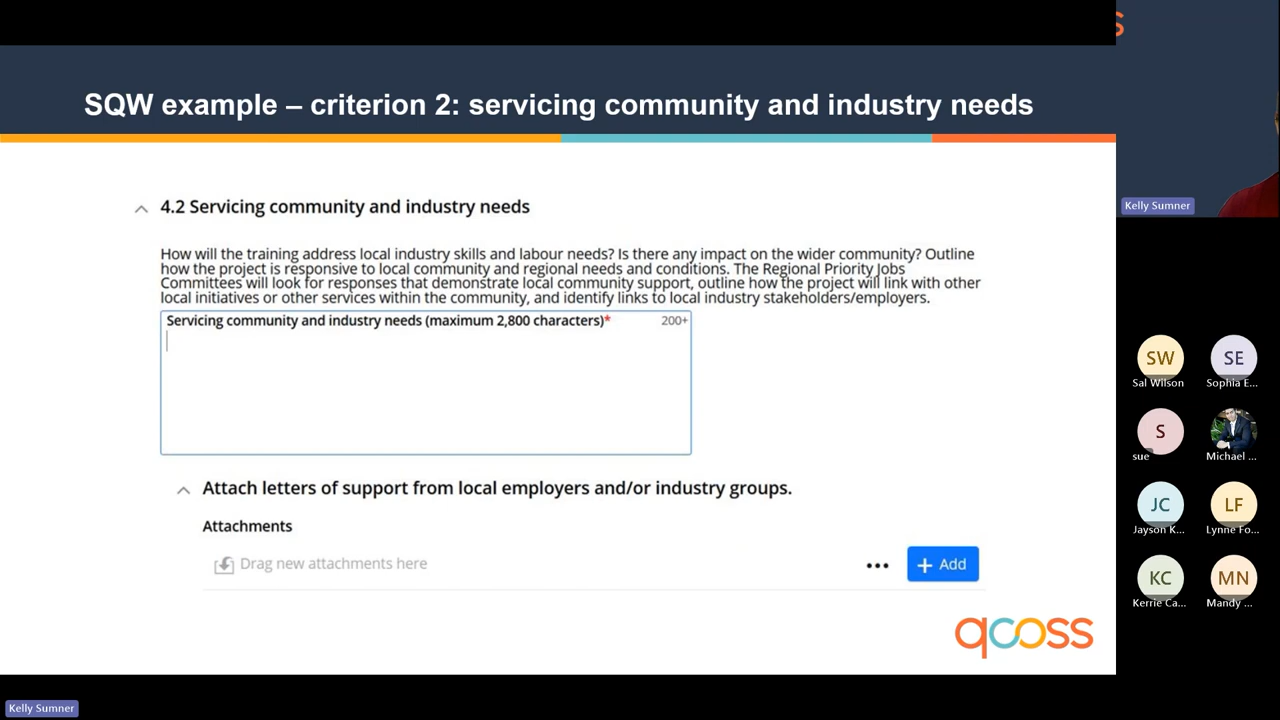 SQW example – criterion 2: servicing community and industry needs
4.2 Servicing community and industry needs
How will the training address local industry skills and labour needs? Is there any impact on the wider community? Outline
how the project is responsive to local community and regional needs and conditions. The Regional Priority Jobs
Committees will look for responses that demonstrate local community support, outline how the project will link with other
local initiatives or other services within the community, and identify links to local industry stakeholders/employers.
Servicing community and industry needs (maximum 2,800 characters)* 200+
Attach letters of support from local employers and/or industry groups.
Attachments
Drag new attachments here
••• + Add
qcoss
Kelly Sumner
s
Kelly Sumner
SW SE
Sal Wilson Sophia E...
S
sue Michael ...
JC LF
Jayson K... Lynne Fo...
KC MN
Kerrie Ca... Mandy ...